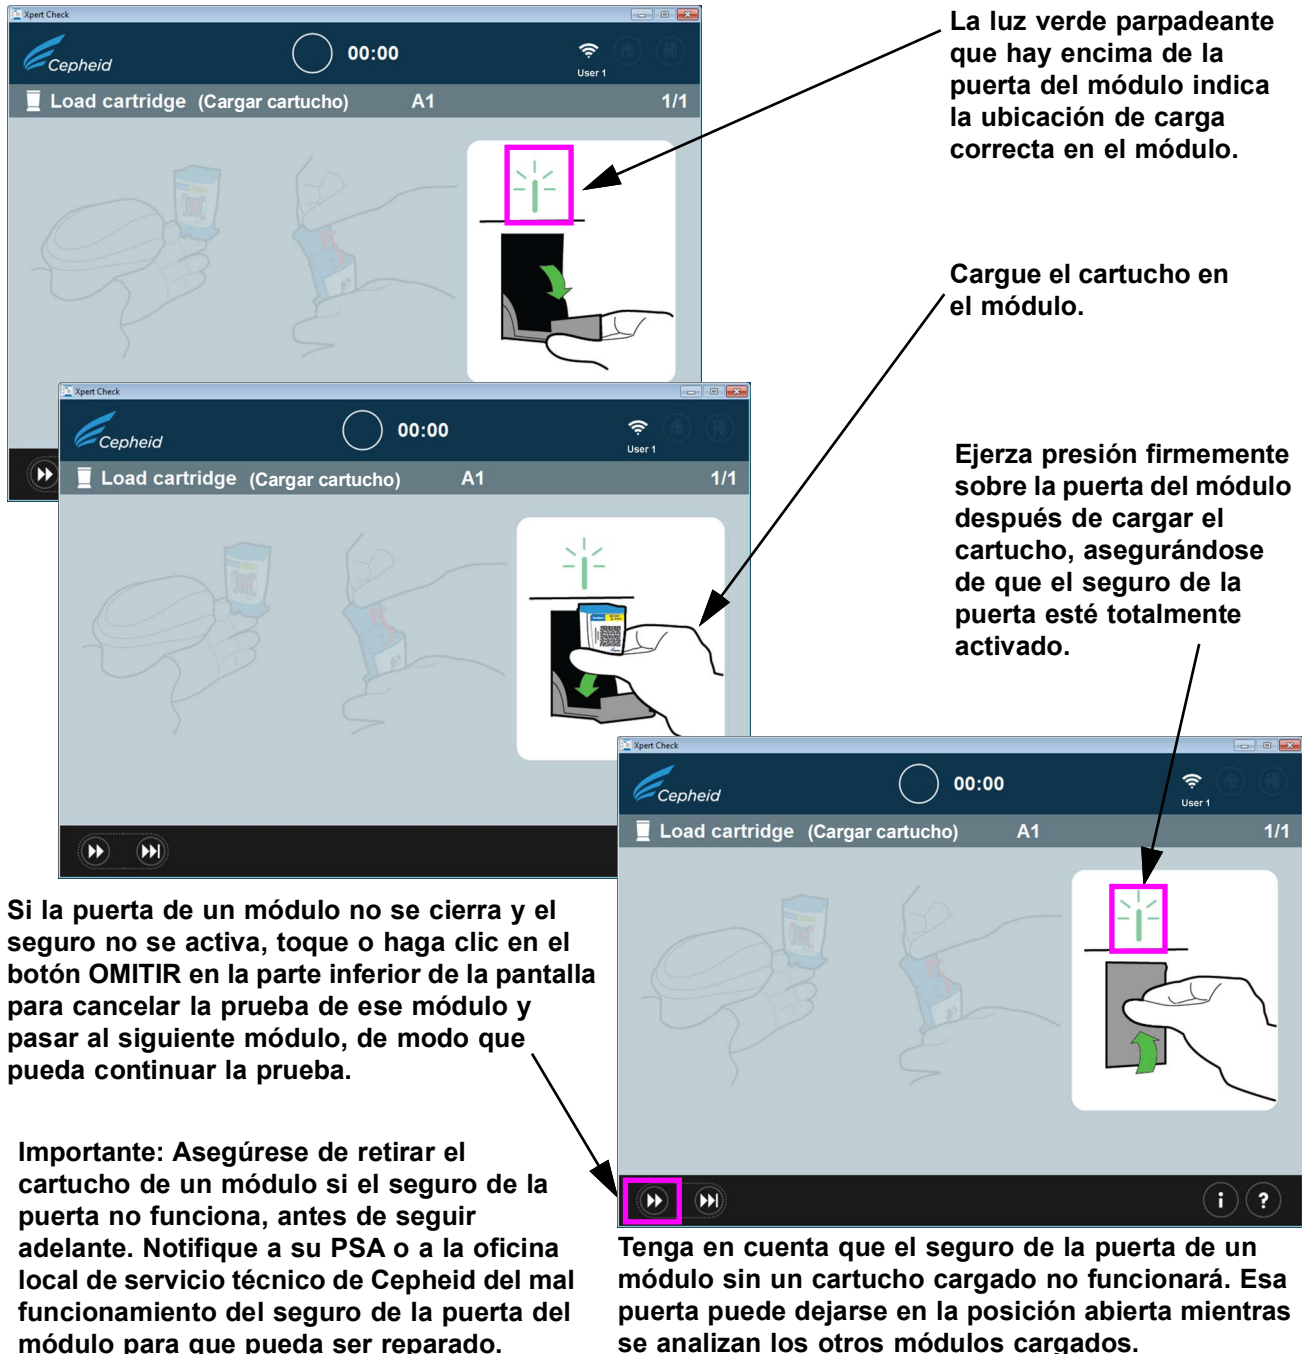 Xpert Check
Cepheid
00:00
User 1
Load cartridge (Cargar cartucho) A1 1/1
La luz verde parpadeante
que hay encima de la
puerta del módulo indica
la ubicación de carga
correcta en el módulo.
Cargue el cartucho en
el módulo.
Xpert Check
Cepheid
00:00
User 1
Load cartridge (Cargar cartucho) A1 1/1
Ejerza presión firmemente
sobre la puerta del módulo
después de cargar el
cartucho, asegurándose
de que el seguro de la
puerta esté totalmente
activado.
Xpert Check
Cepheid
00:00
User 1
Load cartridge (Cargar cartucho) A1 1/1
i ?
Si la puerta de un módulo no se cierra y el
seguro no se activa, toque o haga clic en el
botón OMITIR en la parte inferior de la pantalla
para cancelar la prueba de ese módulo y
pasar al siguiente módulo, de modo que
pueda continuar la prueba.
Importante: Asegúrese de retirar el
cartucho de un módulo si el seguro de la
puerta no funciona, antes de seguir
adelante. Notifique a su PSA o a la oficina
local de servicio técnico de Cepheid del mal
funcionamiento del seguro de la puerta del
módulo para que pueda ser reparado.
Tenga en cuenta que el seguro de la puerta de un
módulo sin un cartucho cargado no funcionará. Esa
puerta puede dejarse en la posición abierta mientras
se analizan los otros módulos cargados.